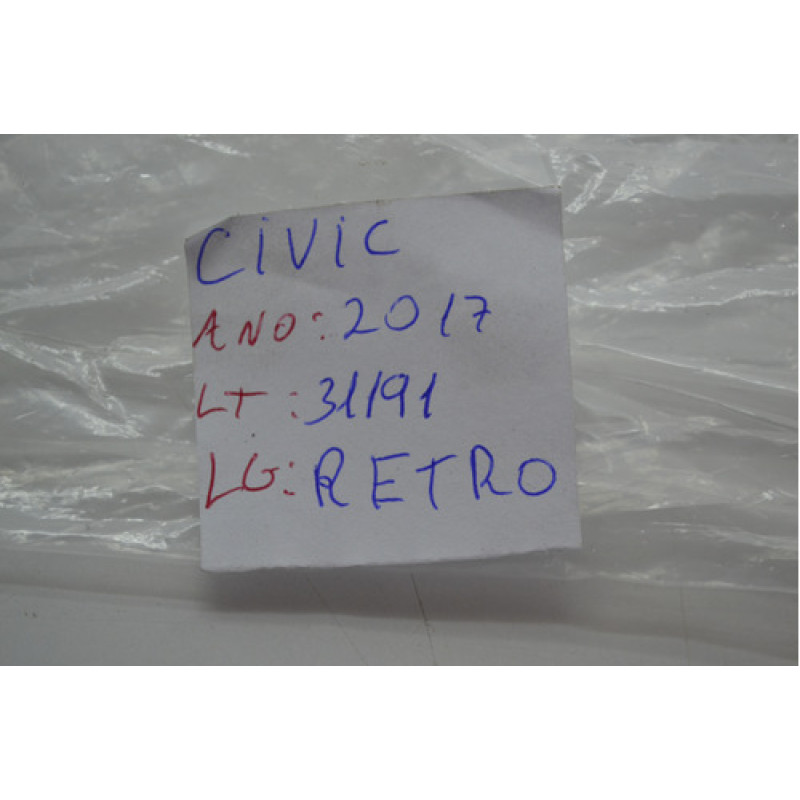 CiViC
ANO: 2017
LT: 31191
LG: RETRO